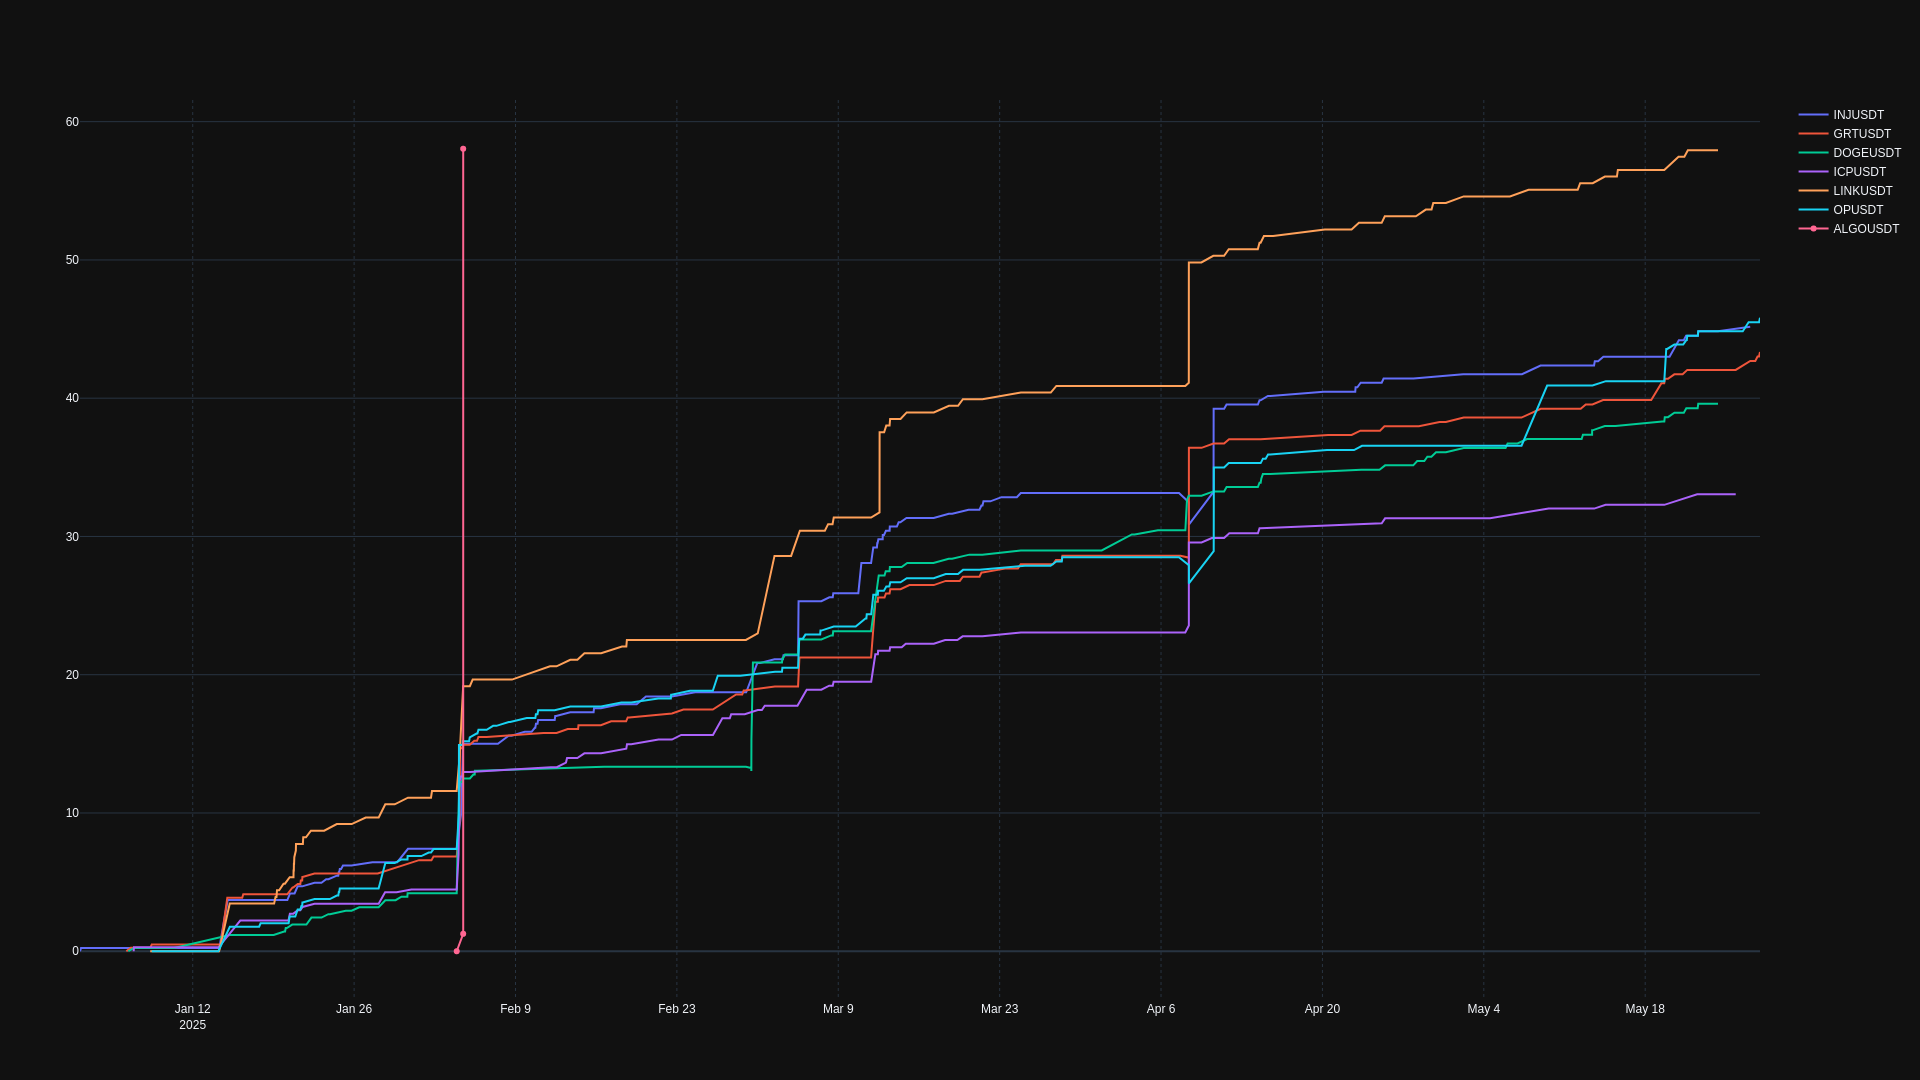 60
50
40
30
20
10
0
Jan 12
2025
Jan 26
Feb 9
Feb 23
Mar 9
Mar 23
Apr 6
Apr 20
May 4
May 18
INJUSDT
GRTUSDT
DOGEUSDT
ICPUSDT
LINKUSDT
OPUSDT
ALGOUSDT